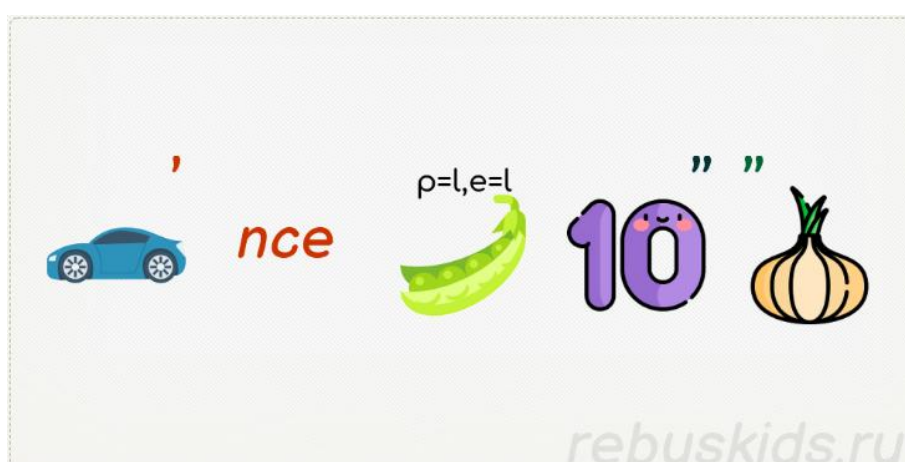 ’ ” ”
p=l,e=l
nce
10
rebuskids.ru